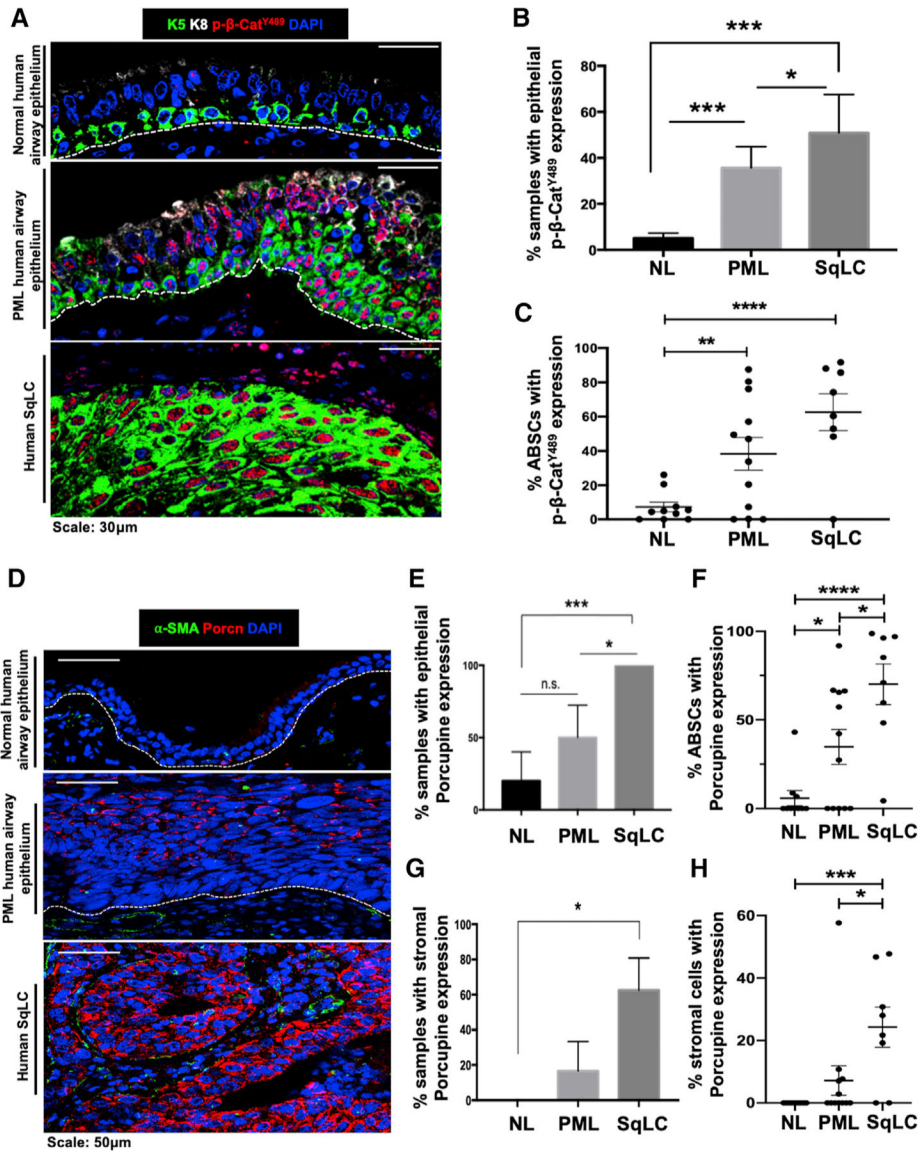 A
K5 K8 p-β-Cat^Y489 DAPI
Normal human
airway epithelium
PML human airway
epithelium
Human SqLC
Scale: 30μm
B
% samples with epithelial
p-β-Cat^Y489 expression
80
60
40
20
0
***
***
*
NL PML SqLC
C
% ABSCs with
p-β-Cat^Y489 expression
100
80
60
40
20
0
****
**
NL PML SqLC
D
α-SMA Porcn DAPI
Normal human
airway epithelium
PML human airway
epithelium
Human SqLC
Scale: 50μm
E
% samples with epithelial
Porcupine expression
100
50
0
***
*
n.s.
NL PML SqLC
F
% ABSCs with
Porcupine expression
100
50
0
****
*
*
NL PML SqLC
G
% samples with stromal
Porcupine expression
100
80
60
40
20
0
*
NL PML SqLC
H
% stromal cells with
Porcupine expression
60
40
20
0
***
*
NL PML SqLC